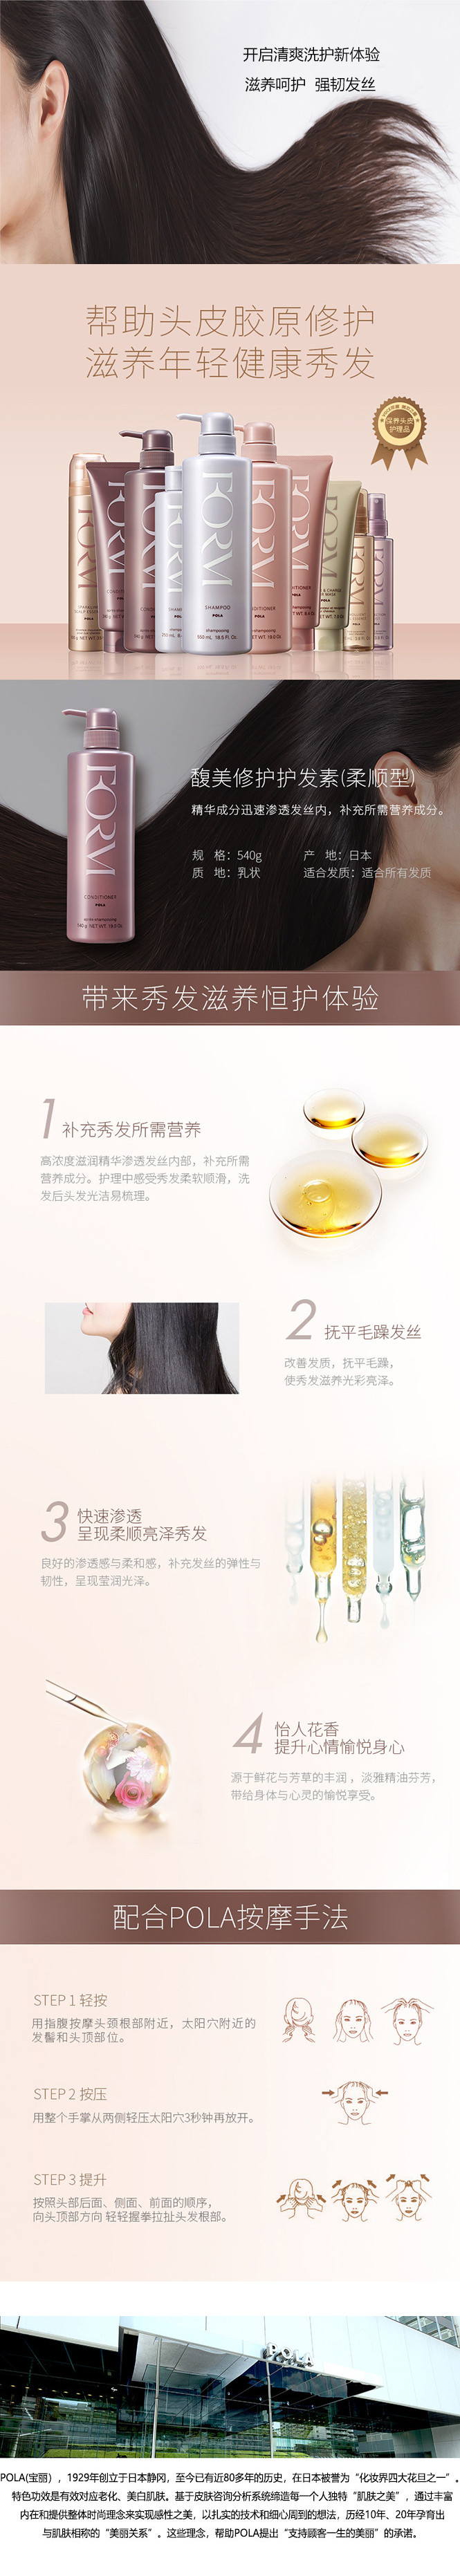 开启清爽洗护新体验
滋养呵护 强韧发丝
帮助头皮胶原修护
滋养年轻健康秀发
保养头皮
护理品
FORM
SHAMPOO
POLA
CONDITIONER
POLA
馥美修护护发素(柔顺型)
精华成分迅速渗透发丝内，补充所需营养成分。
规 格：540g 产 地：日本
质 地：乳状 适合发质：适合所有发质
FORM
CONDITIONER
POLA
带来秀发滋养恒护体验
1 补充秀发所需营养
高浓度滋润精华渗透发丝内部，补充所需
营养成分。护理中感受秀发柔软顺滑，洗
发后头发光洁易梳理。
2 抚平毛躁发丝
改善发质，抚平毛躁，
使秀发滋养光彩亮泽。
3 快速渗透
呈现柔顺亮泽秀发
良好的渗透感与柔和感，补充发丝的弹性与
韧性，呈现莹润光泽。
4 怡人花香
提升心情愉悦身心
源于鲜花与芳草的丰润 ，淡雅精油芬芳，
带给身体与心灵的愉悦享受。
配合POLA按摩手法
STEP 1 轻按
用指腹按摩头颈根部附近，太阳穴附近的
发髻和头顶部位。
STEP 2 按压
用整个手掌从两侧轻压太阳穴3秒钟再放开。
STEP 3 提升
按照头部后面、侧面、前面的顺序，
向头顶部方向 轻轻握拳拉扯头发根部。
POLA
POLA(宝丽），1929年创立于日本静冈，至今已有近80多年的历史，在日本被誉为“化妆界四大花旦之一”。
特色功效是有效对应老化、美白肌肤。基于皮肤咨询分析系统缔造每一个人独特“肌肤之美”，通过丰富
内在和提供整体时尚理念来实现感性之美，以扎实的技术和细心周到的想法，历经10年、20年孕育出
与肌肤相称的“美丽关系”。这些理念，帮助POLA提出“支持顾客一生的美丽”的承诺。